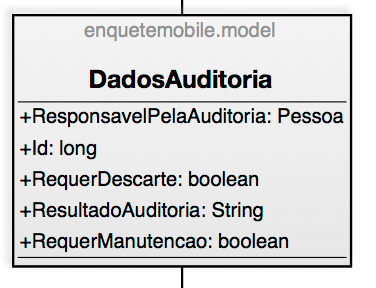 enquetemobile.model
DadosAuditoria
+ResponsavelPelaAuditoria: Pessoa
+Id: long
+RequerDescarte: boolean
+ResultadoAuditoria: String
+RequerManutencao: boolean